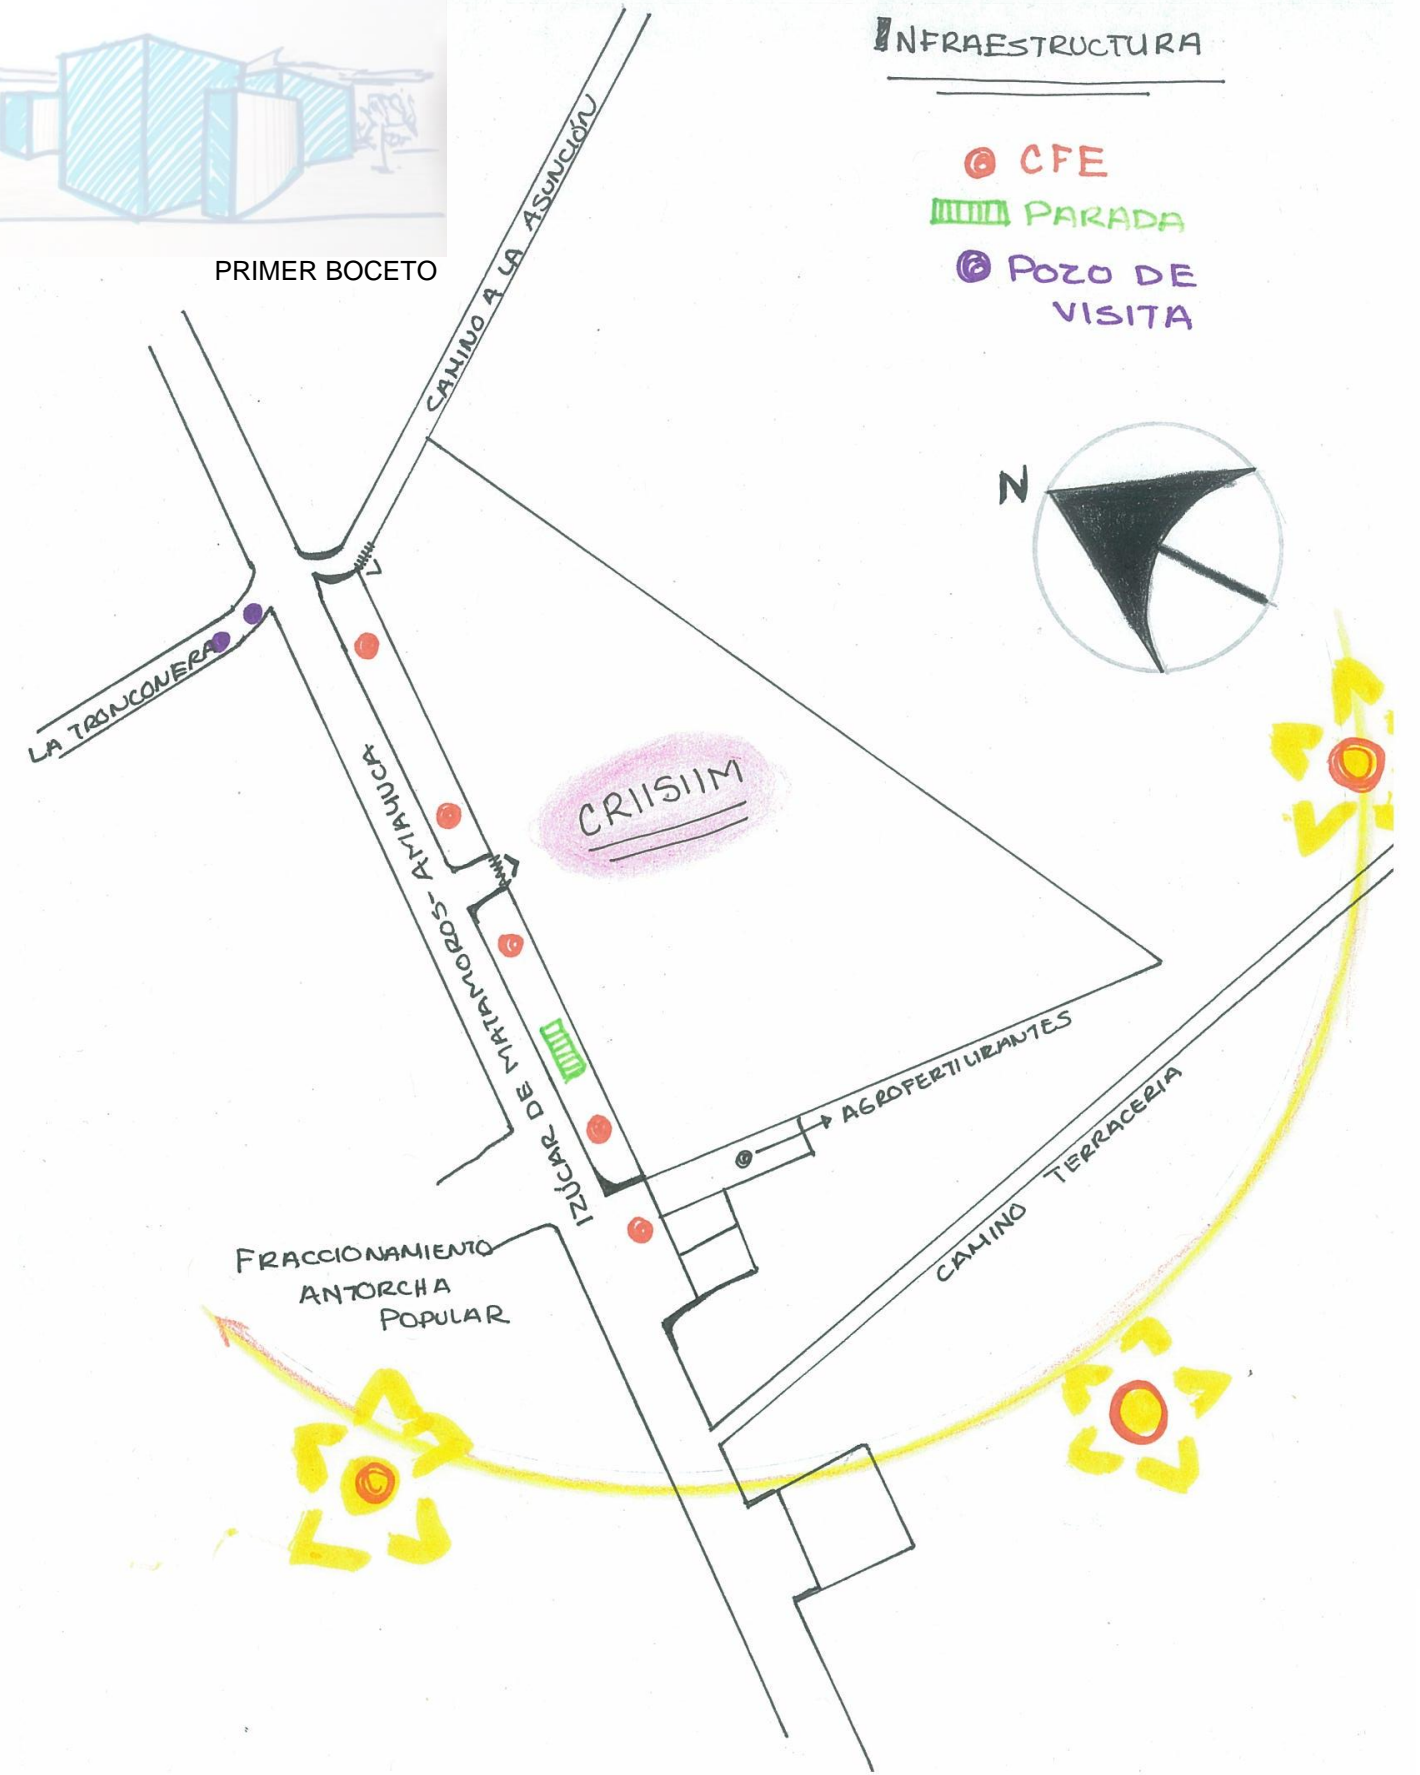 INFRAESTRUCTURA
CFE
PARADA
POZO DE
VISITA
PRIMER BOCETO
CAMINO A LA ASUNCIÓN
N
LA TRONCONERA
CRIISIIM
IZÚCAR DE MATAMOROS-AMAYUCA
AGROFERTILIRANTES
CAMINO TERRACERIA
FRACCIONAMIENTO
ANTORCHA
POPULAR